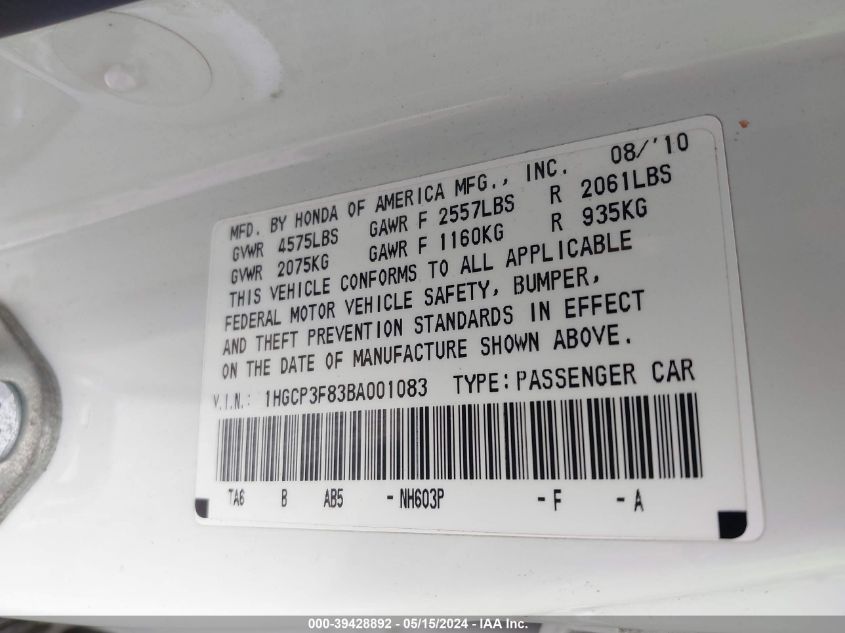 08/'10
MFD. BY HONDA OF AMERICA MFG., INC.
GVWR 4575LBS GAWR F 2557LBS R 2061LBS
GVWR 2075KG GAWR F 1160KG R 935KG
THIS VEHICLE CONFORMS TO ALL APPLICABLE
FEDERAL MOTOR VEHICLE SAFETY, BUMPER,
AND THEFT PREVENTION STANDARDS IN EFFECT
ON THE DATE OF MANUFACTURE SHOWN ABOVE.
V.I.N.: 1HGCP3F83BA001083 TYPE:PASSENGER CAR
TA6 B AB5 -NH603P -F -A
000-39428892 - 05/15/2024 - IAA Inc.